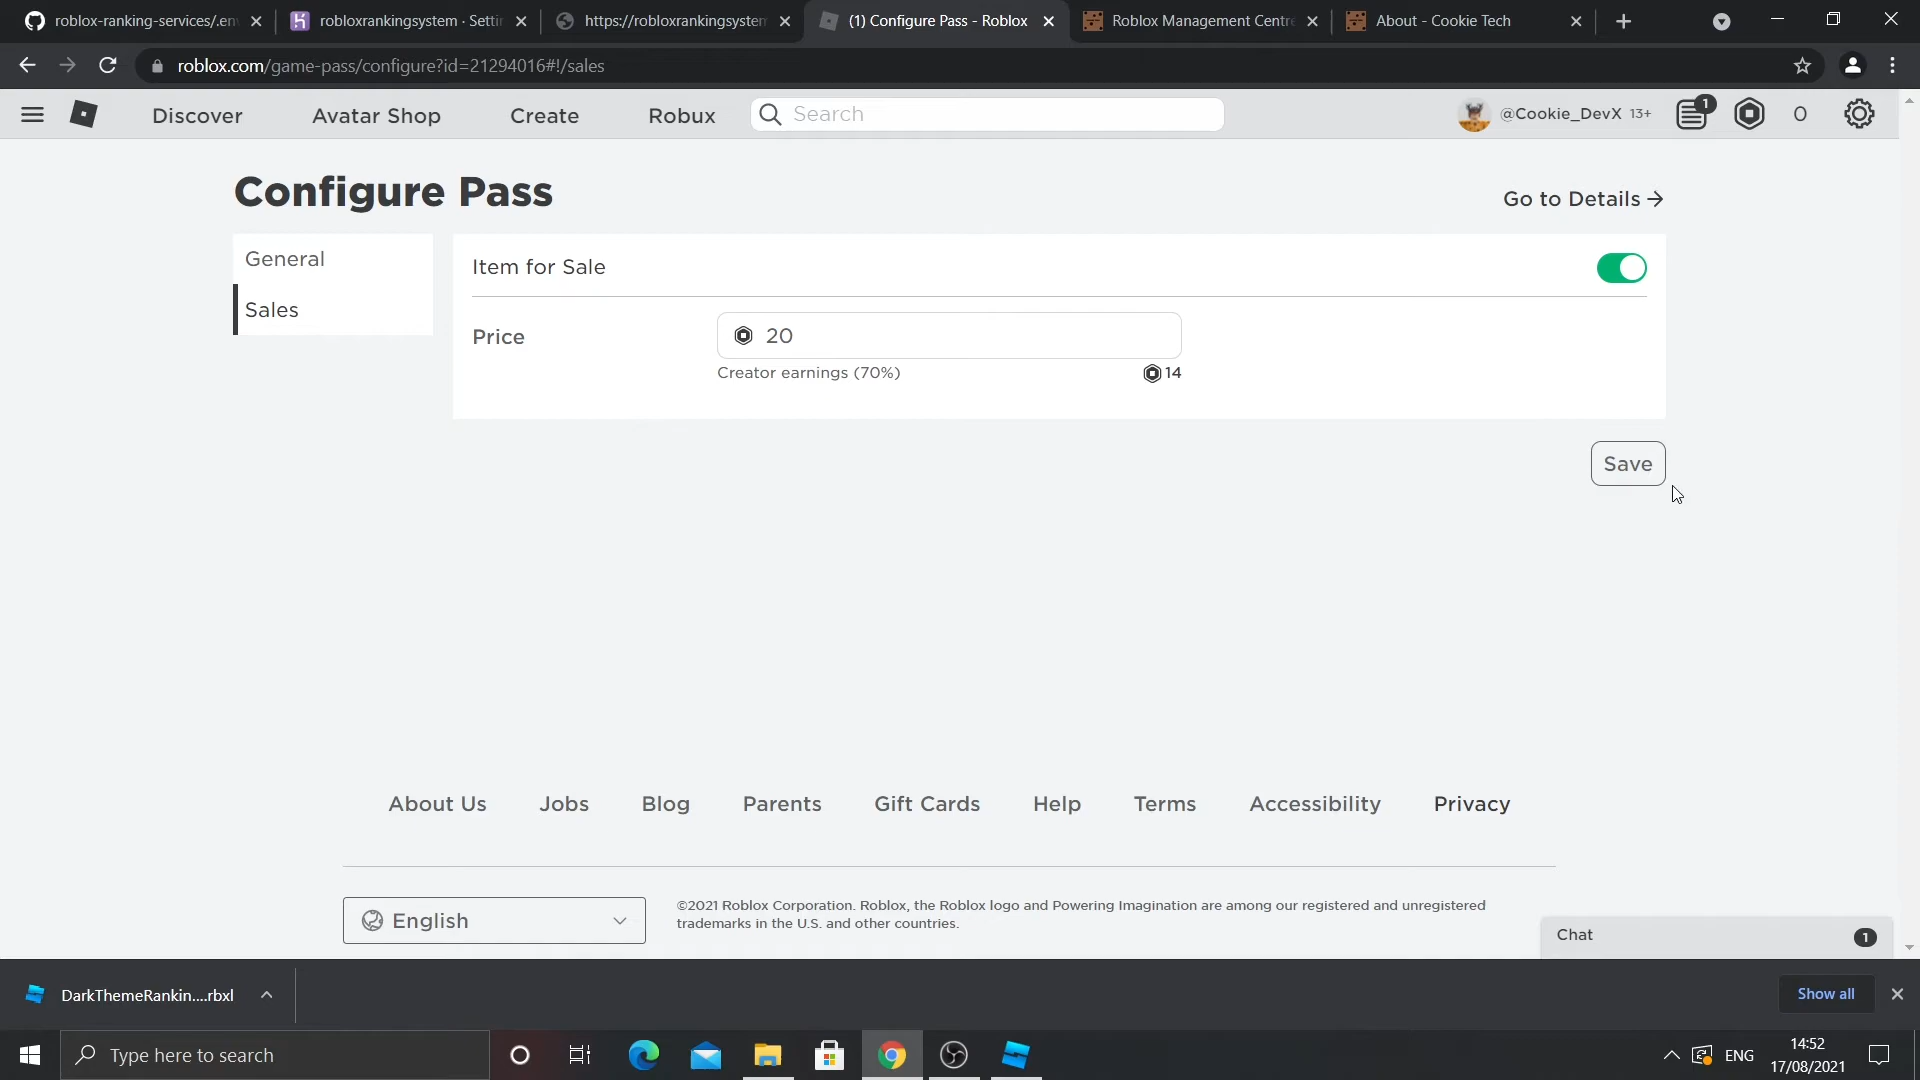 roblox-ranking-services/.en
robloxrankingsystem · Setti
https://robloxrankingsystem
(1) Configure Pass - Roblox
Roblox Management Centre
About - Cookie Tech
roblox.com/game-pass/configure?id=21294016#!/sales
Discover
Avatar Shop
Create
Robux
Search
@Cookie_DevX 13+
1
0
Configure Pass
Go to Details
General
Sales
Item for Sale
Price
20
Creator earnings (70%)
14
Save
About Us
Jobs
Blog
Parents
Gift Cards
Help
Terms
Accessibility
Privacy
English
©2021 Roblox Corporation. Roblox, the Roblox logo and Powering Imagination are among our registered and unregistered
trademarks in the U.S. and other countries.
Chat
1
DarkThemeRankin....rbxl
Show all
Type here to search
ENG
14:52
17/08/2021